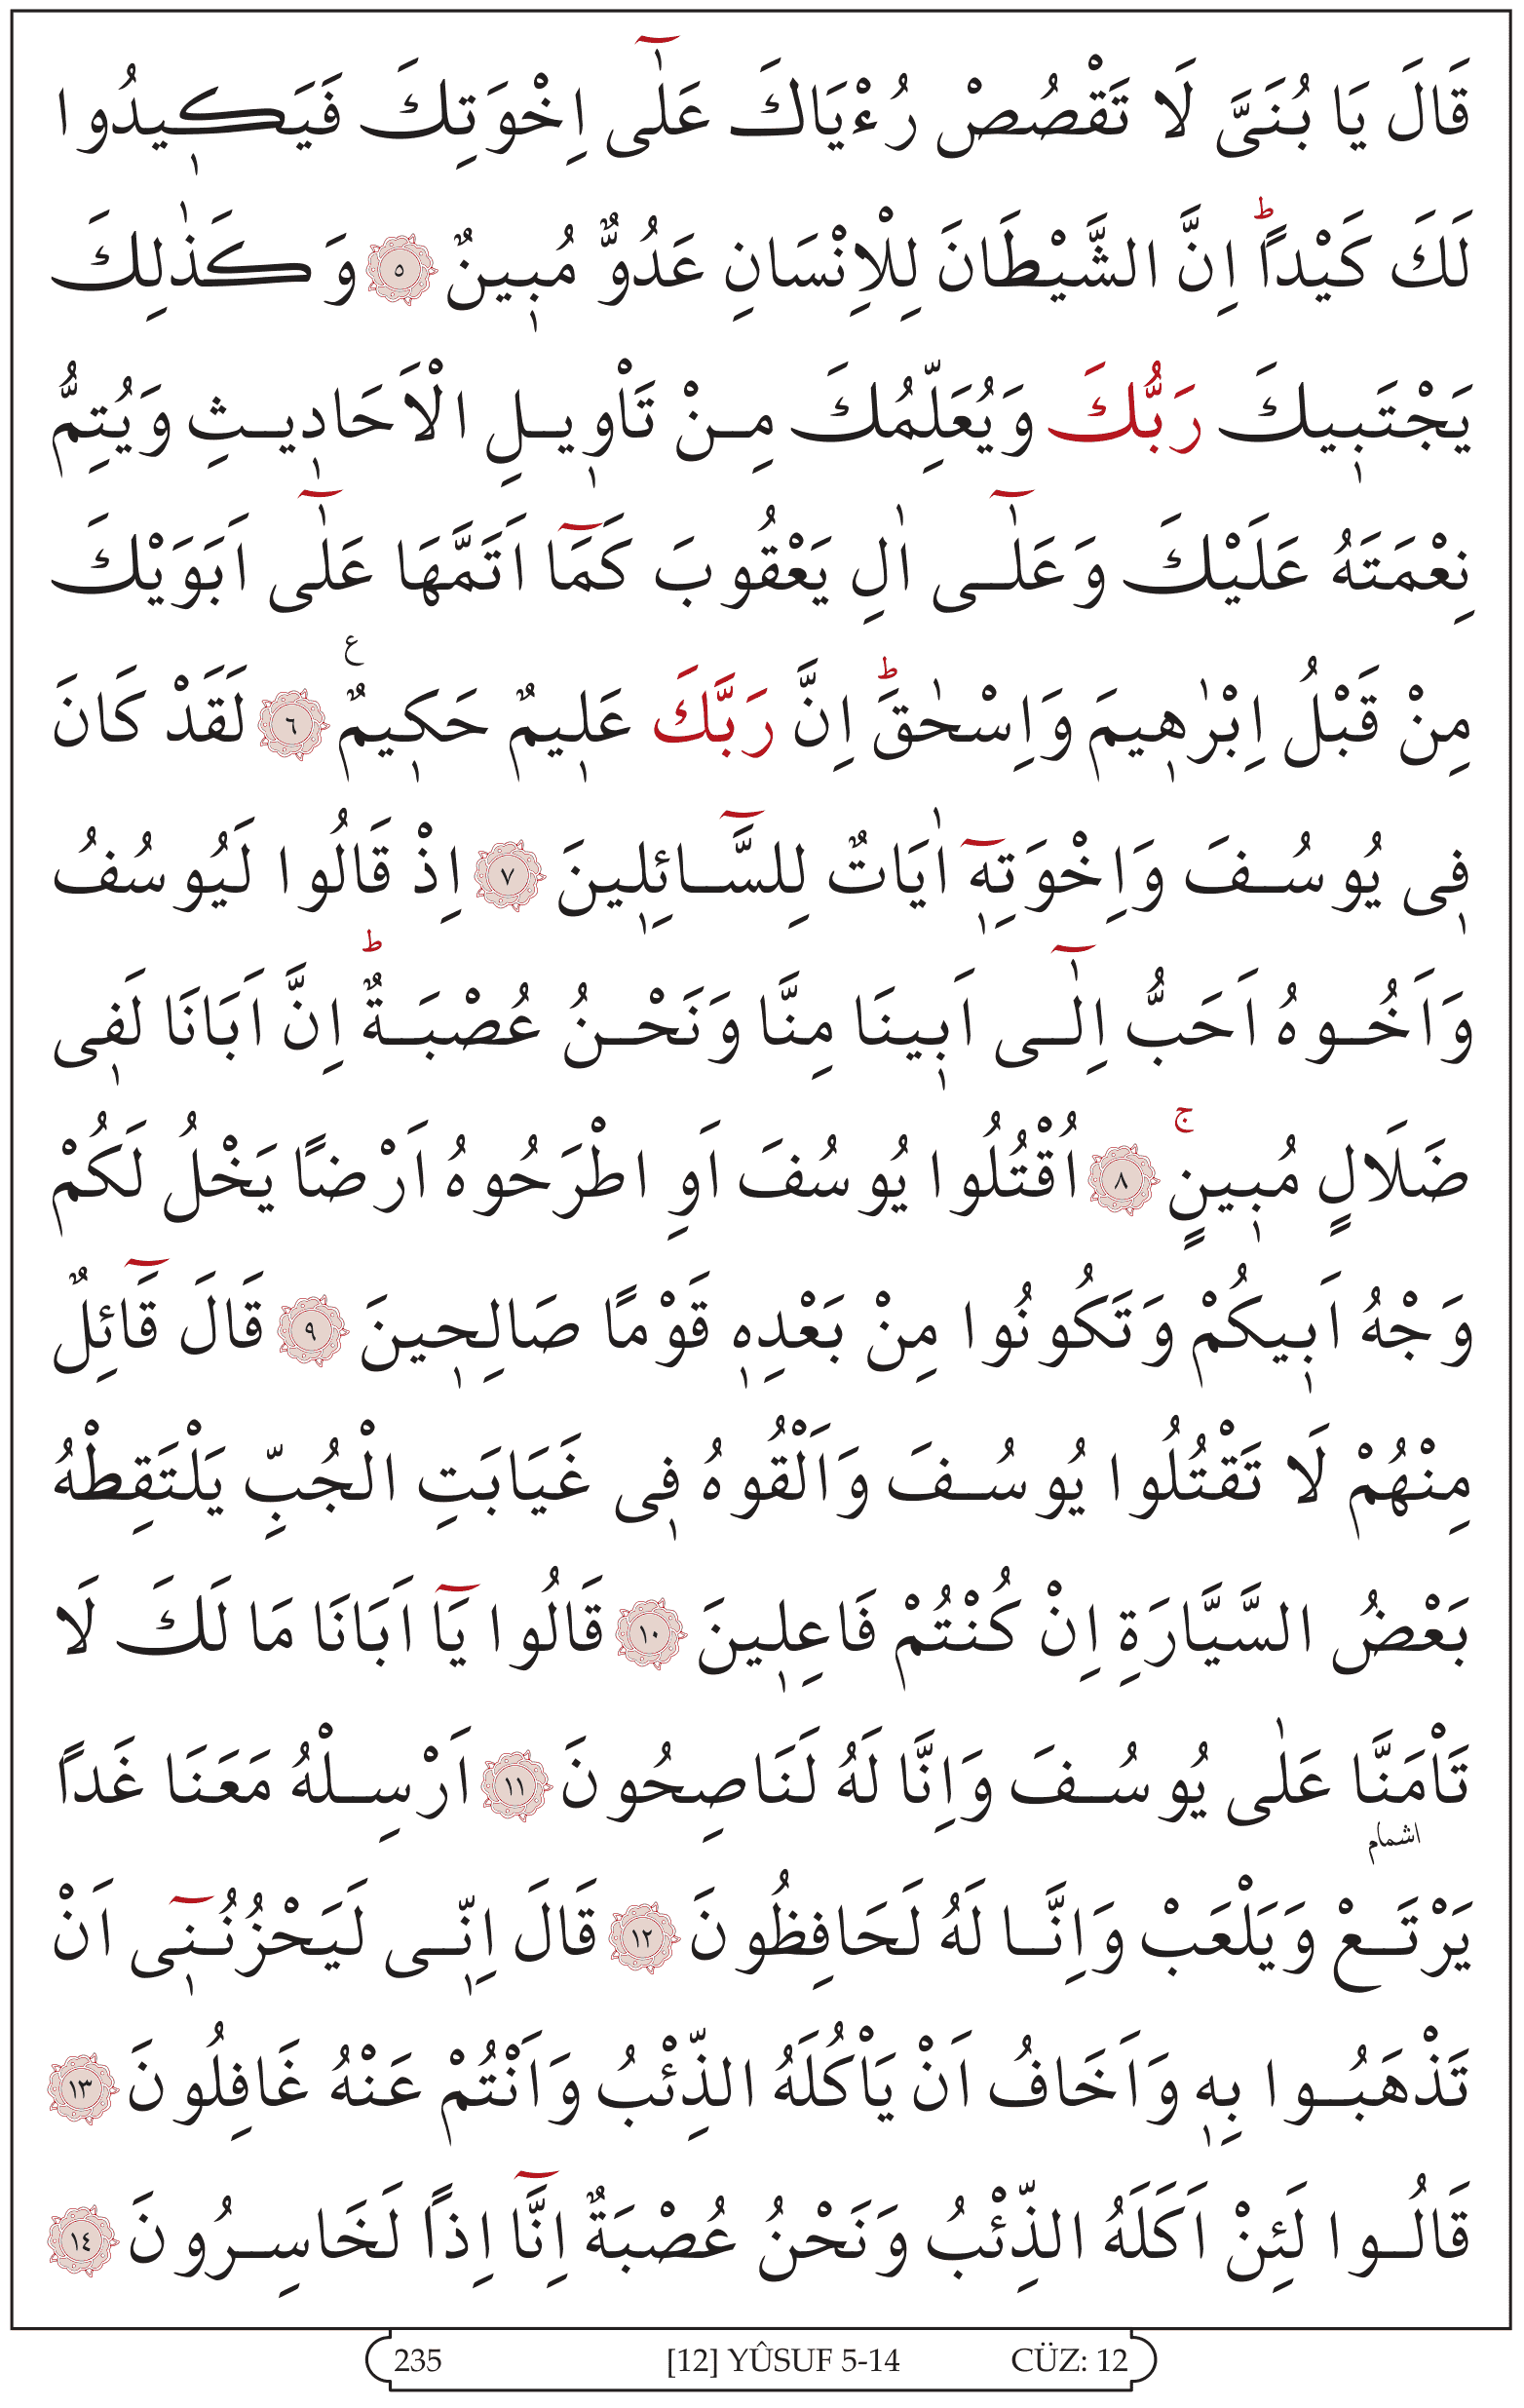 قَالَ يَا بُنَىَّ لَا تَقْصُصْ رُءْيَاكَ عَلٰٓى اِخْوَتِكَ فَيَكٖيدُوا
لَكَ كَيْداًؕ اِنَّ الشَّيْطَانَ لِلْاِنْسَانِ عَدُوٌّ مُبٖينٌ ٥ وَكَذٰلِكَ
يَجْتَبٖيكَ رَبُّكَ وَيُعَلِّمُكَ مِنْ تَاْوٖيلِ الْاَحَادٖيثِ وَيُتِمُّ
نِعْمَتَهُ عَلَيْكَ وَعَلٰٓى اٰلِ يَعْقُوبَ كَمَٓا اَتَمَّهَا عَلٰٓى اَبَوَيْكَ
مِنْ قَبْلُ اِبْرٰهٖيمَ وَاِسْحٰقَؕ اِنَّ رَبَّكَ عَلٖيمٌ حَكٖيمٌ ع ٦ لَقَدْ كَانَ
فٖى يُوسُفَ وَاِخْوَتِهٖٓ اٰيَاتٌ لِلسَّٓائِلٖينَ ٧ اِذْ قَالُوا لَيُوسُفُ
وَاَخُوهُ اَحَبُّ اِلٰٓى اَبٖينَا مِنَّا وَنَحْنُ عُصْبَةٌؕ اِنَّ اَبَانَا لَفٖى
ضَلَالٍ مُبٖينٍۚ ٨ اُقْتُلُوا يُوسُفَ اَوِ اطْرَحُوهُ اَرْضاً يَخْلُ لَكُمْ
وَجْهُ اَبٖيكُمْ وَتَكُونُوا مِنْ بَعْدِهٖ قَوْماً صَالِحٖينَ ٩ قَالَ قَٓائِلٌ
مِنْهُمْ لَا تَقْتُلُوا يُوسُفَ وَاَلْقُوهُ فٖى غَيَابَتِ الْجُبِّ يَلْتَقِطْهُ
بَعْضُ السَّيَّارَةِ اِنْ كُنْتُمْ فَاعِلٖينَ ١٠ قَالُوا يَٓا اَبَانَا مَا لَكَ لَا
تَاْمَنَّا عَلٰى يُوسُفَ وَاِنَّا لَهُ لَنَاصِحُونَ ١١ اَرْسِلْهُ مَعَنَا غَداً
اشمام
يَرْتَعْ وَيَلْعَبْ وَاِنَّا لَهُ لَحَافِظُونَ ١٢ قَالَ اِنّٖى لَيَحْزُنُنٖٓى اَنْ
تَذْهَبُوا بِهٖ وَاَخَافُ اَنْ يَاْكُلَهُ الذِّئْبُ وَاَنْتُمْ عَنْهُ غَافِلُونَ ١٣
قَالُوا لَئِنْ اَكَلَهُ الذِّئْبُ وَنَحْنُ عُصْبَةٌ اِنَّٓا اِذاً لَخَاسِرُونَ ١٤
235 [12] YÛSUF 5-14 CÜZ: 12